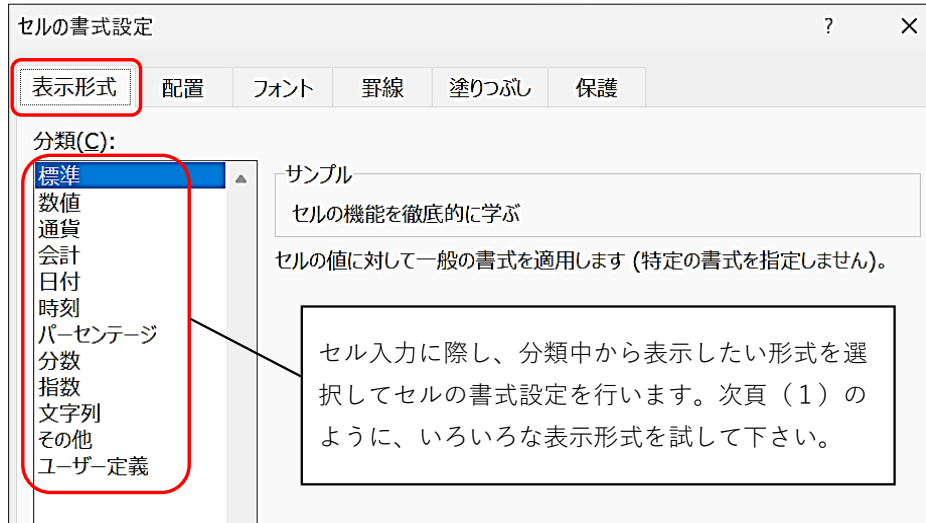 セルの書式設定 ? ×
表示形式 配置 フォント 罫線 塗りつぶし 保護
分類(C):
標準
数値
通貨
会計
日付
時刻
パーセンテージ
分数
指数
文字列
その他
ユーザー定義
サンプル
セルの機能を徹底的に学ぶ
セルの値に対して一般の書式を適用します (特定の書式を指定しません)。
セル入力に際し、分類中から表示したい形式を選
択してセルの書式設定を行います。次頁（１）の
ように、いろいろな表示形式を試して下さい。